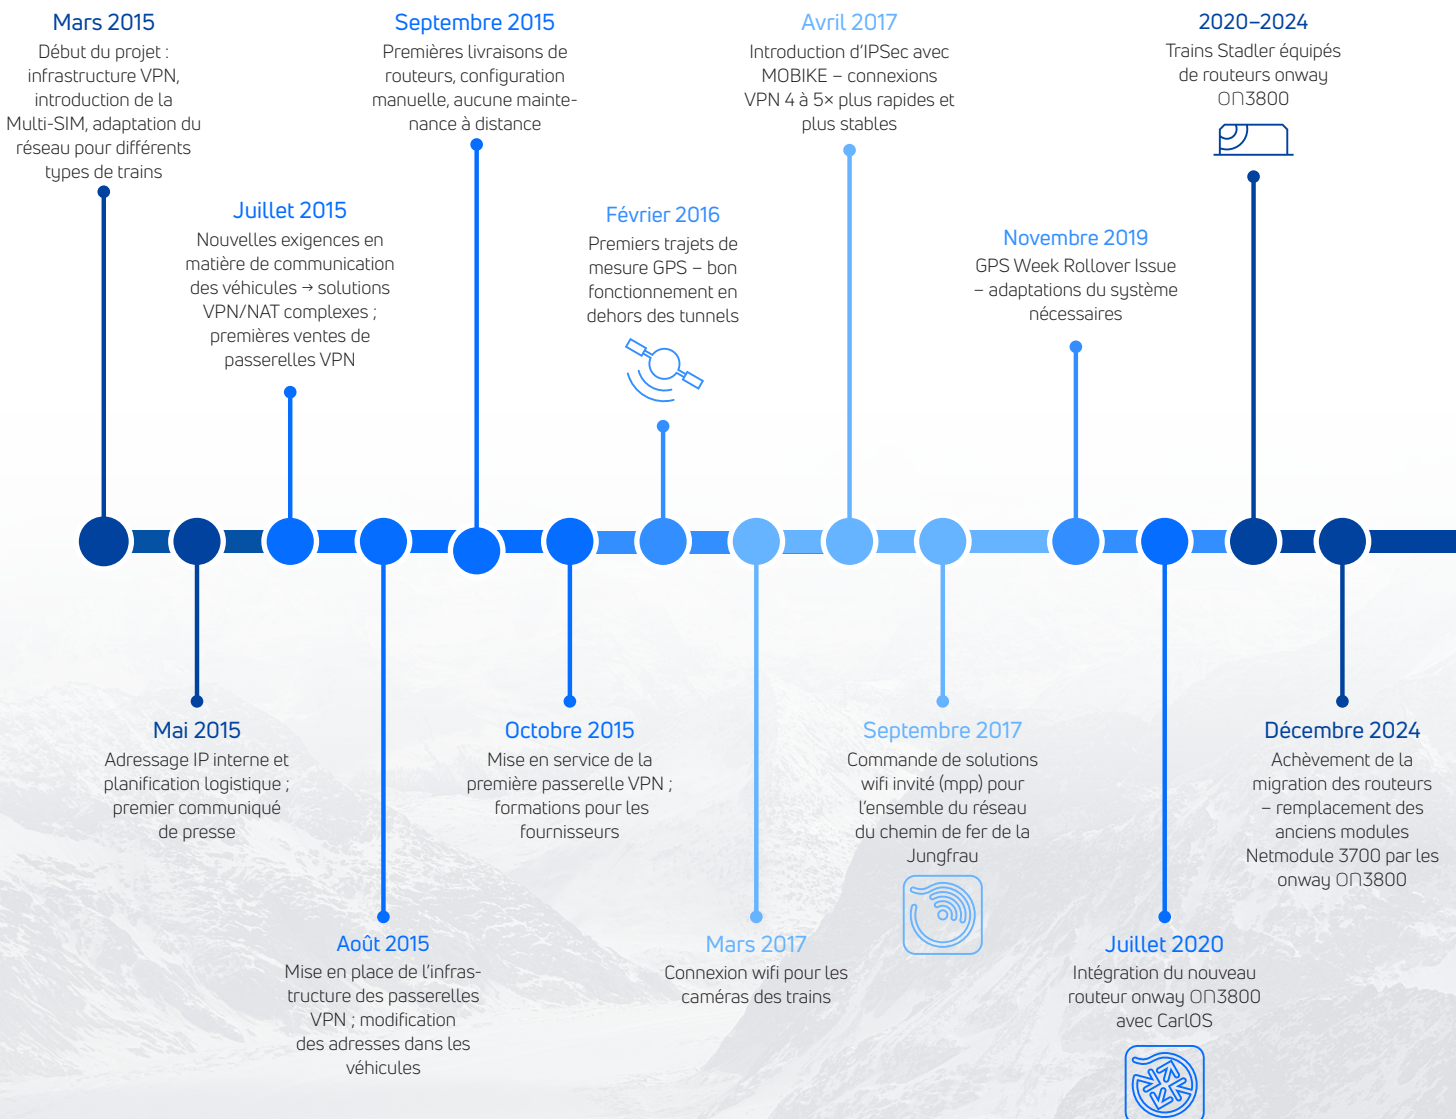 Mars 2015
Début du projet :
infrastructure VPN,
introduction de la
Multi-SIM, adaptation du
réseau pour différents
types de trains
Mai 2015
Adressage IP interne et
planification logistique ;
premier communiqué
de presse
Juillet 2015
Nouvelles exigences en
matière de communication
des véhicules → solutions
VPN/NAT complexes ;
premières ventes de
passerelles VPN
Août 2015
Mise en place de l’infras-
tructure des passerelles
VPN ; modification
des adresses dans les
véhicules
Septembre 2015
Premières livraisons de
routeurs, configuration
manuelle, aucune mainte-
nance à distance
Octobre 2015
Mise en service de la
première passerelle VPN ;
formations pour les
fournisseurs
Février 2016
Premiers trajets de
mesure GPS – bon
fonctionnement en
dehors des tunnels
Mars 2017
Connexion wifi pour les
caméras des trains
Avril 2017
Introduction d’IPSec avec
MOBIKE – connexions
VPN 4 à 5× plus rapides et
plus stables
Septembre 2017
Commande de solutions
wifi invité (mpp) pour
l’ensemble du réseau
du chemin de fer de la
Jungfrau
Novembre 2019
GPS Week Rollover Issue
– adaptations du système
nécessaires
Juillet 2020
Intégration du nouveau
routeur onway on3800
avec CarlOS
2020–2024
Trains Stadler équipés
de routeurs onway
on3800
Décembre 2024
Achèvement de la
migration des routeurs
– remplacement des
anciens modules
Netmodule 3700 par les
onway on3800